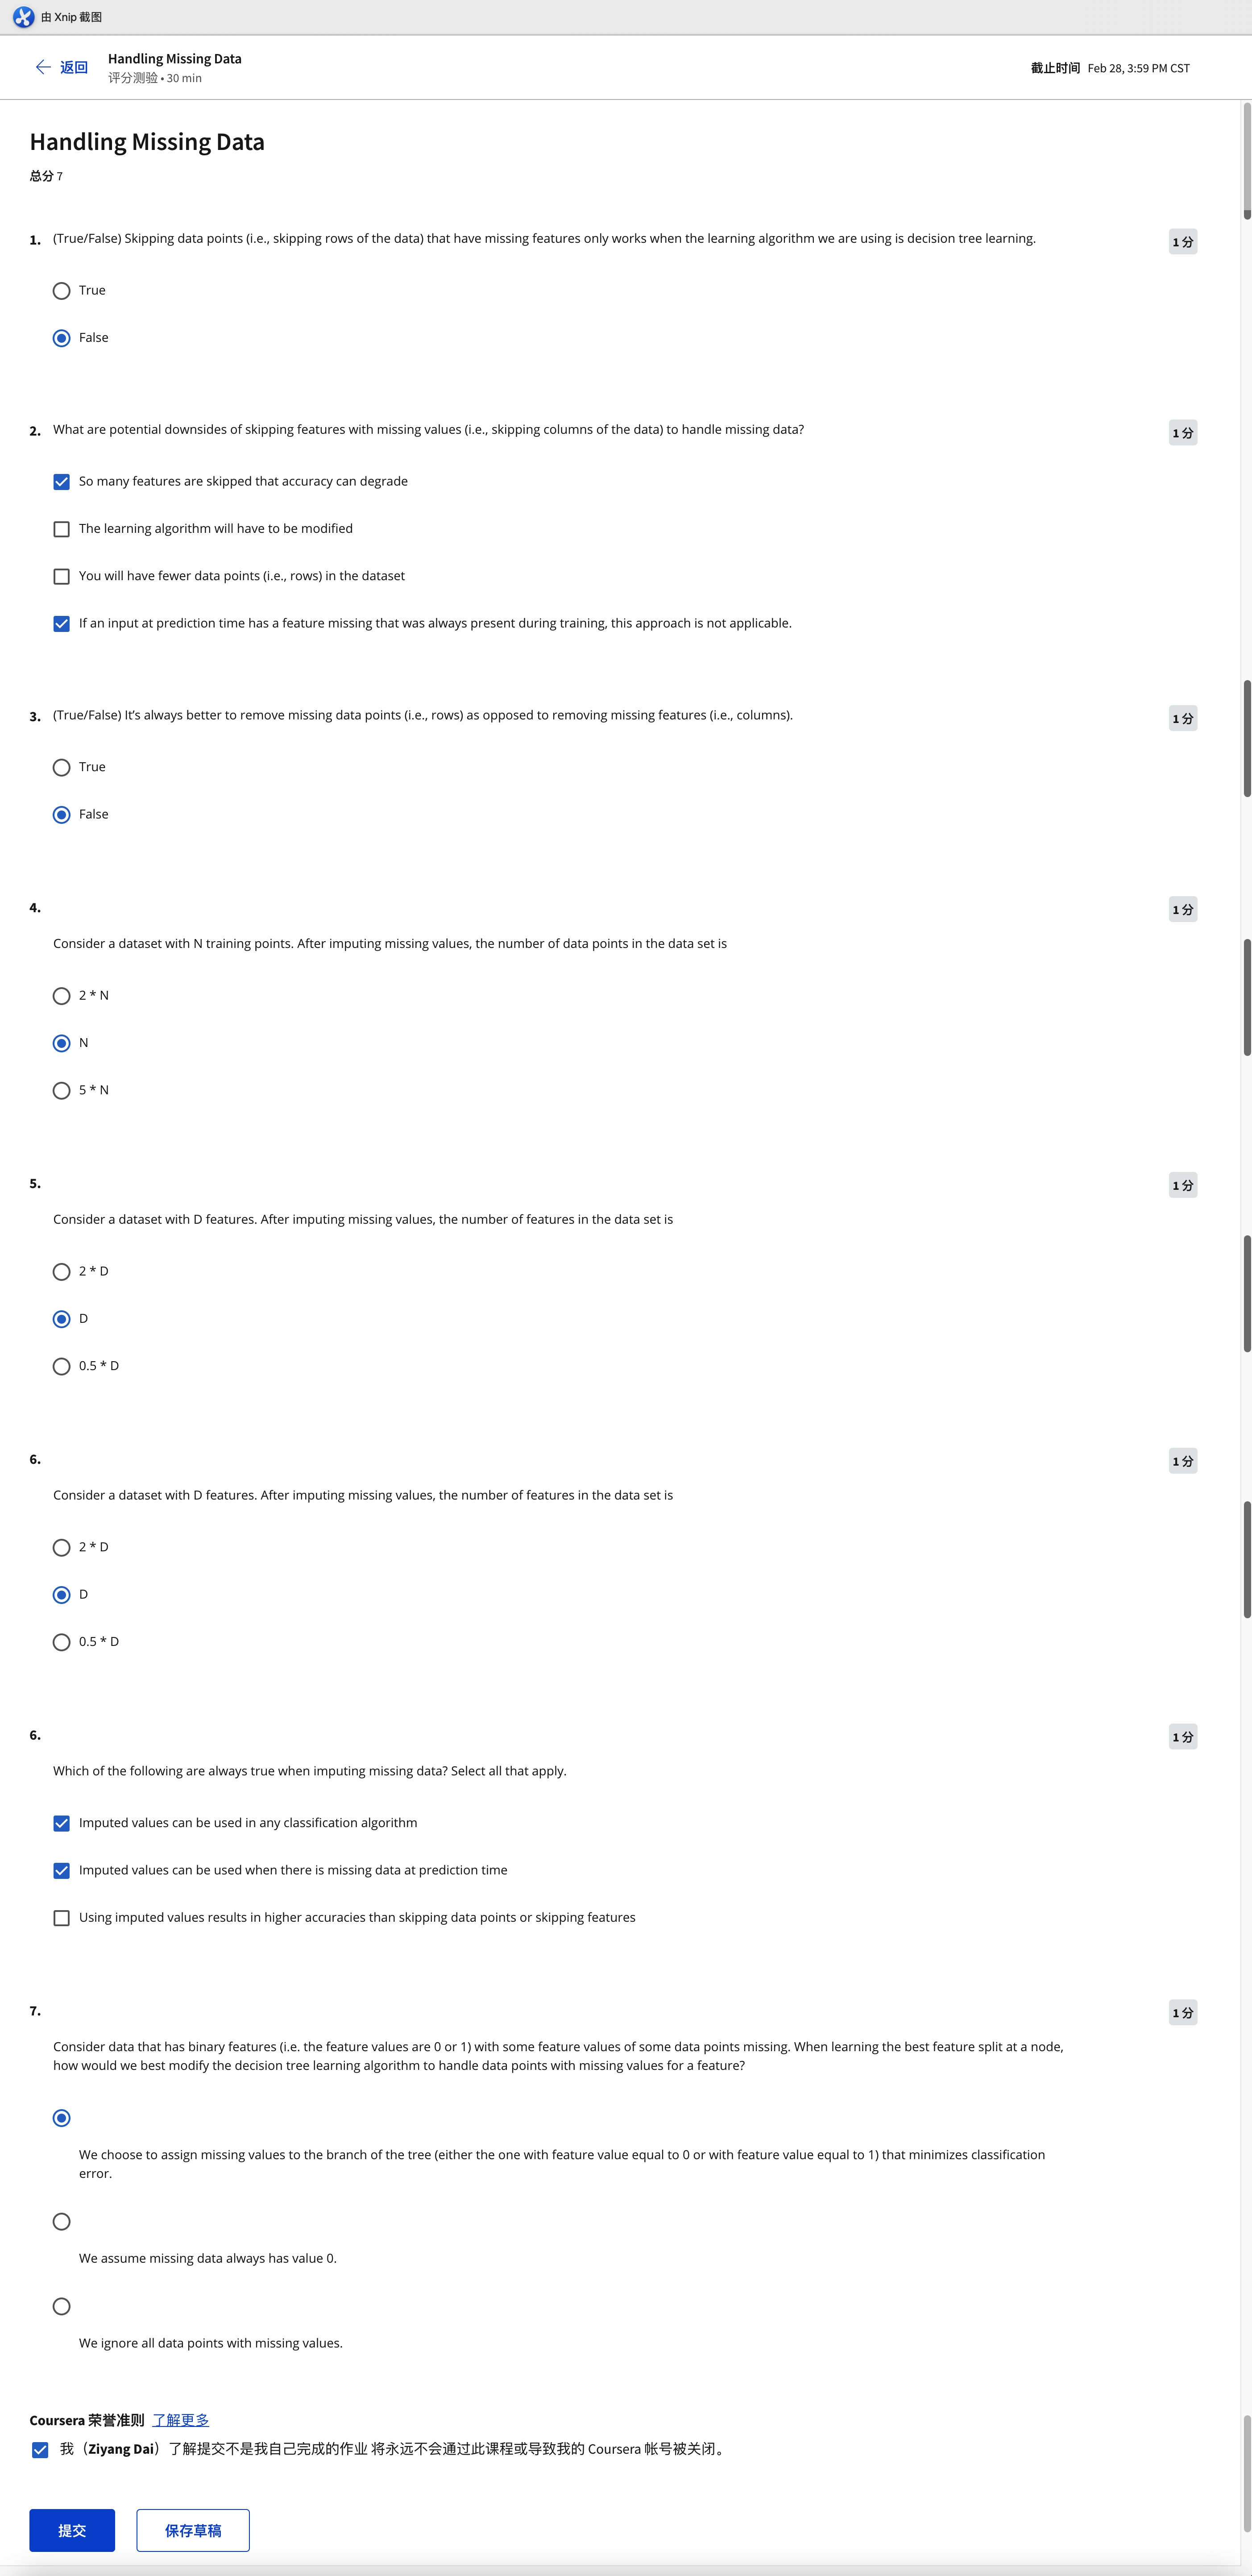 由 Xnip 截图
返回
Handling Missing Data
评分测验 • 30 min
截止时间 Feb 28, 3:59 PM CST
Handling Missing Data
总分 7
1. (True/False) Skipping data points (i.e., skipping rows of the data) that have missing features only works when the learning algorithm we are using is decision tree learning.
1 分
True
False
2. What are potential downsides of skipping features with missing values (i.e., skipping columns of the data) to handle missing data?
1 分
So many features are skipped that accuracy can degrade
The learning algorithm will have to be modified
You will have fewer data points (i.e., rows) in the dataset
If an input at prediction time has a feature missing that was always present during training, this approach is not applicable.
3. (True/False) It's always better to remove missing data points (i.e., rows) as opposed to removing missing features (i.e., columns).
1 分
True
False
4.
1 分
Consider a dataset with N training points. After imputing missing values, the number of data points in the data set is
2 * N
N
5 * N
5.
1 分
Consider a dataset with D features. After imputing missing values, the number of features in the data set is
2 * D
D
0.5 * D
6.
1 分
Consider a dataset with D features. After imputing missing values, the number of features in the data set is
2 * D
D
0.5 * D
6.
1 分
Which of the following are always true when imputing missing data? Select all that apply.
Imputed values can be used in any classification algorithm
Imputed values can be used when there is missing data at prediction time
Using imputed values results in higher accuracies than skipping data points or skipping features
7.
1 分
Consider data that has binary features (i.e. the feature values are 0 or 1) with some feature values of some data points missing. When learning the best feature split at a node,
how would we best modify the decision tree learning algorithm to handle data points with missing values for a feature?
We choose to assign missing values to the branch of the tree (either the one with feature value equal to 0 or with feature value equal to 1) that minimizes classification
error.
We assume missing data always has value 0.
We ignore all data points with missing values.
Coursera 荣誉准则 了解更多
我（Ziyang Dai）了解提交不是我自己完成的作业 将永远不会通过此课程或导致我的 Coursera 帐号被关闭。
提交
保存草稿